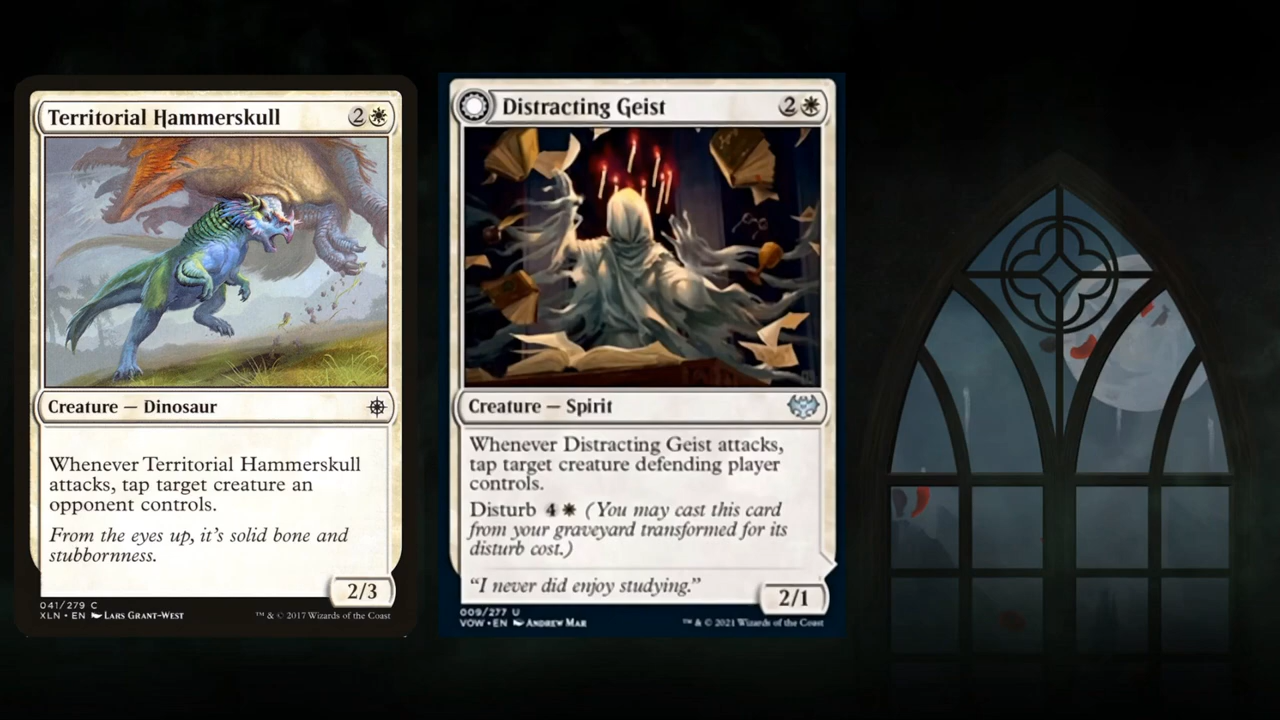 Territorial Hammerskull 2
Creature — Dinosaur
Whenever Territorial Hammerskull
attacks, tap target creature an
opponent controls.
From the eyes up, it's solid bone and
stubbornness.
2/3
041/279 C
XLN • EN Lars Grant-West ™ & © 2017 Wizards of the Coast
Distracting Geist 2
Creature — Spirit
Whenever Distracting Geist attacks,
tap target creature defending player
controls.
Disturb 4 (You may cast this card
from your graveyard transformed for its
disturb cost.)
"I never did enjoy studying."
2/1
009/277 U
VOW • EN Andrew Mar ™ & © 2021 Wizards of the Coast